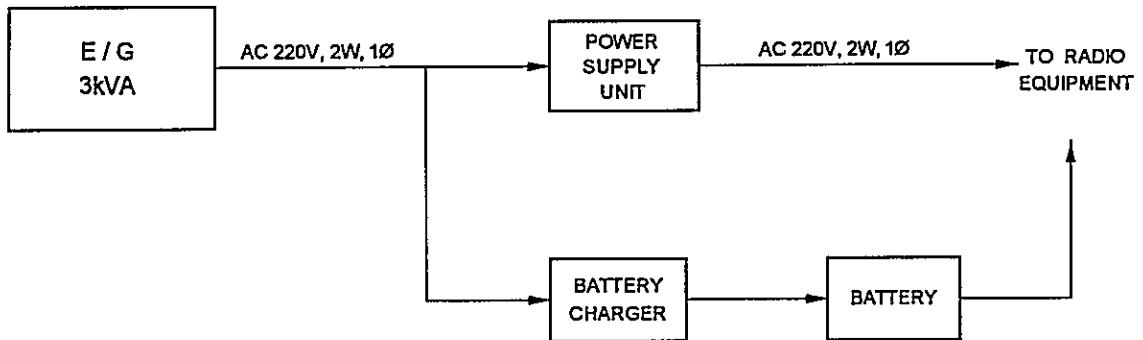 E / G
3kVA
AC 220V, 2W, 1Ø
POWER
SUPPLY
UNIT
AC 220V, 2W, 1Ø
TO RADIO
EQUIPMENT
BATTERY
CHARGER
BATTERY